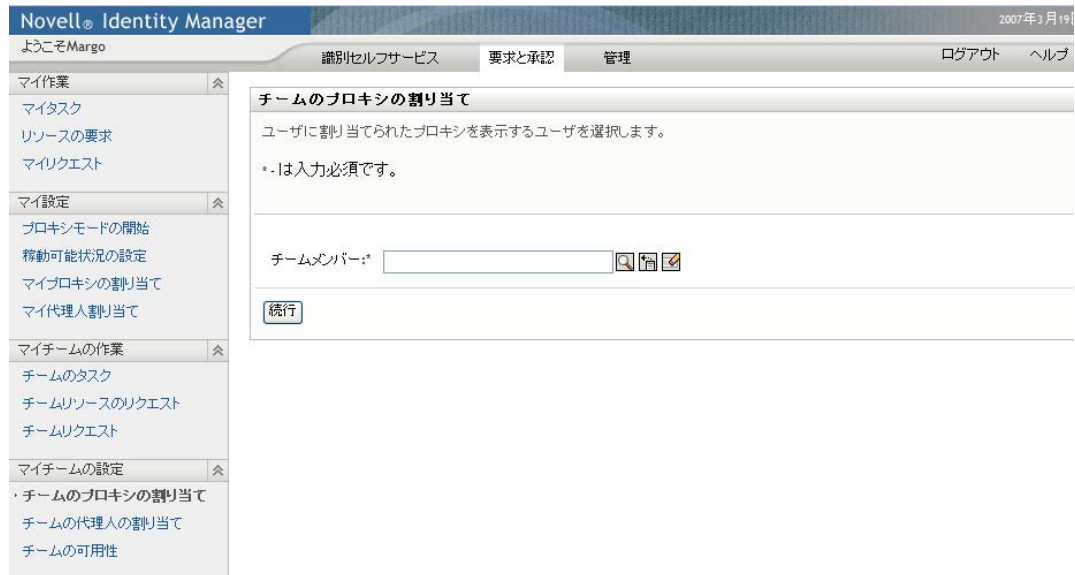 Novell® Identity Manager
2007年3月19
ようこそMargo
識別セルフサービス
要求と承認
管理
ログアウト
ヘルプ
マイ作業
マイタスク
リソースの要求
マイリクエスト
マイ設定
プロキシモードの開始
稼動可能状況の設定
マイプロキシの割り当て
マイ代理人割り当て
マイチームの作業
チームのタスク
チームリソースのリクエスト
チームリクエスト
マイチームの設定
・チームのプロキシの割り当て
チームの代理人の割り当て
チームの可用性
チームのプロキシの割り当て
ユーザに割り当てられたプロキシを表示するユーザを選択します。
*-は入力必須です。
チームメンバー:*
続行